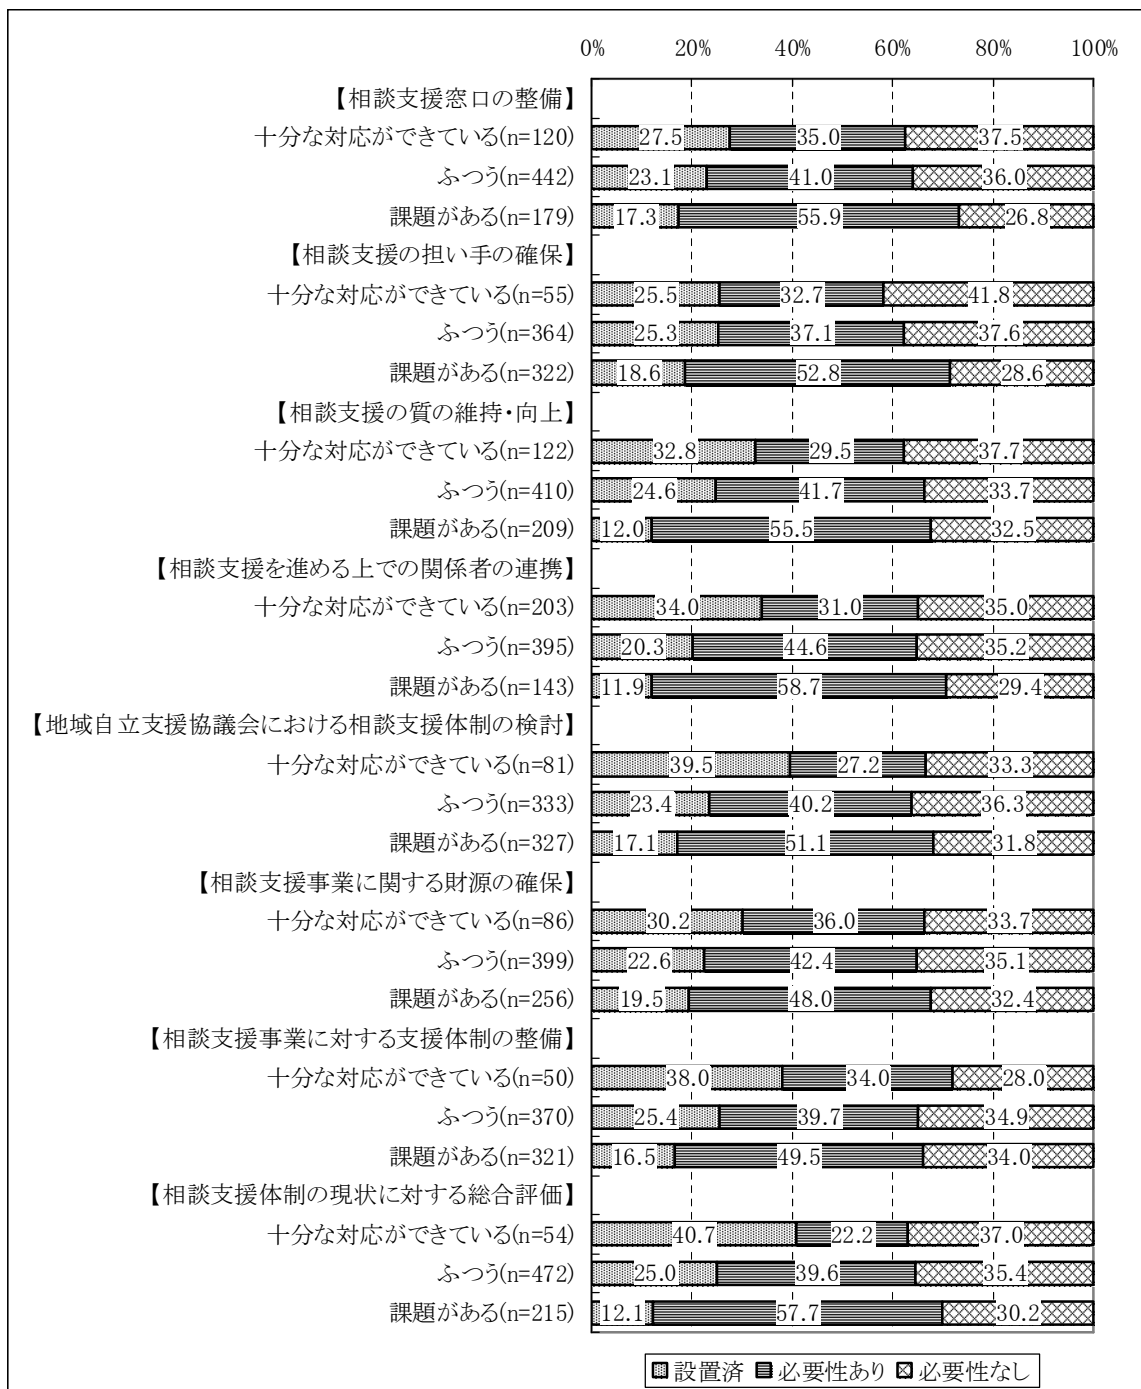 0% 20% 40% 60% 80% 100%
【相談支援窓口の整備】
十分な対応ができている(n=120) 27.5 35.0 37.5
ふつう(n=442) 23.1 41.0 36.0
課題がある(n=179) 17.3 55.9 26.8
【相談支援の担い手の確保】
十分な対応ができている(n=55) 25.5 32.7 41.8
ふつう(n=364) 25.3 37.1 37.6
課題がある(n=322) 18.6 52.8 28.6
【相談支援の質の維持・向上】
十分な対応ができている(n=122) 32.8 29.5 37.7
ふつう(n=410) 24.6 41.7 33.7
課題がある(n=209) 12.0 55.5 32.5
【相談支援を進める上での関係者の連携】
十分な対応ができている(n=203) 34.0 31.0 35.0
ふつう(n=395) 20.3 44.6 35.2
課題がある(n=143) 11.9 58.7 29.4
【地域自立支援協議会における相談支援体制の検討】
十分な対応ができている(n=81) 39.5 27.2 33.3
ふつう(n=333) 23.4 40.2 36.3
課題がある(n=327) 17.1 51.1 31.8
【相談支援事業に関する財源の確保】
十分な対応ができている(n=86) 30.2 36.0 33.7
ふつう(n=399) 22.6 42.4 35.1
課題がある(n=256) 19.5 48.0 32.4
【相談支援事業に対する支援体制の整備】
十分な対応ができている(n=50) 38.0 34.0 28.0
ふつう(n=370) 25.4 39.7 34.9
課題がある(n=321) 16.5 49.5 34.0
【相談支援体制の現状に対する総合評価】
十分な対応ができている(n=54) 40.7 22.2 37.0
ふつう(n=472) 25.0 39.6 35.4
課題がある(n=215) 12.1 57.7 30.2
設置済 必要性あり 必要性なし